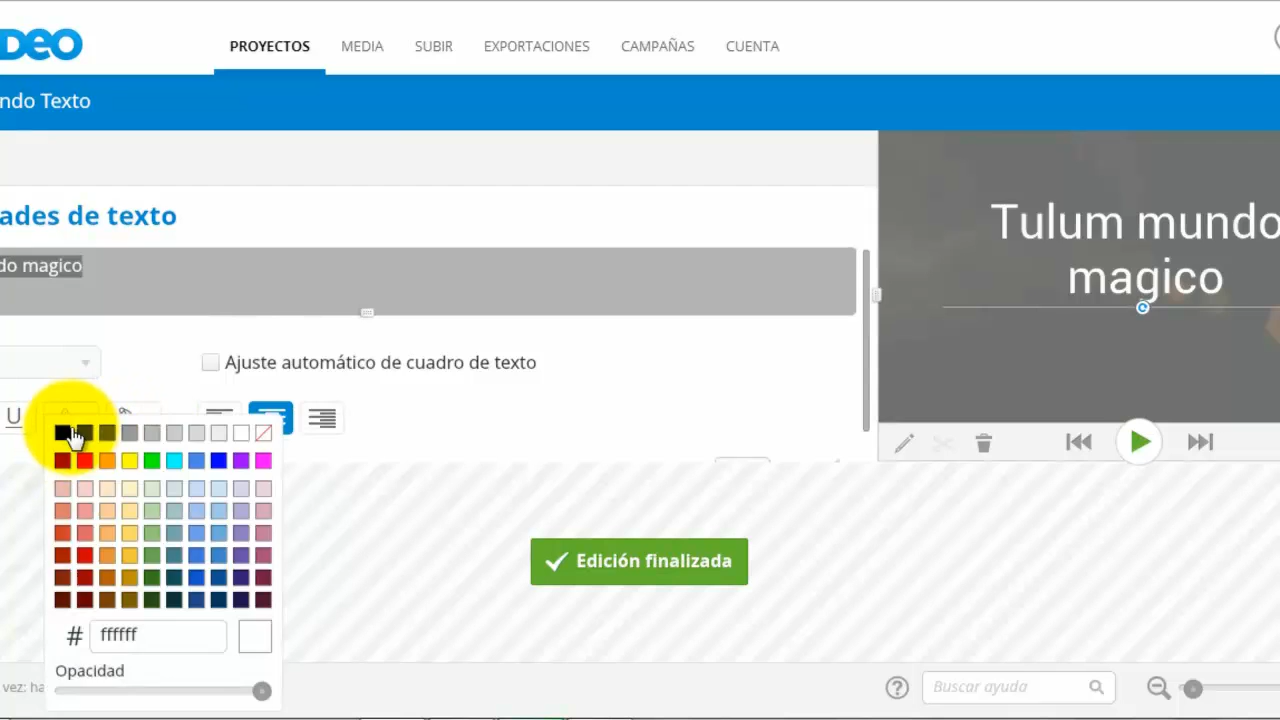 DEO
PROYECTOS MEDIA SUBIR EXPORTACIONES CAMPAÑAS CUENTA
ndo Texto
ades de texto
do magico
Tulum mundo
magico
Ajuste automático de cuadro de texto
U
Edición finalizada
# ffffff
Opacidad
vez: ha
? Buscar ayuda